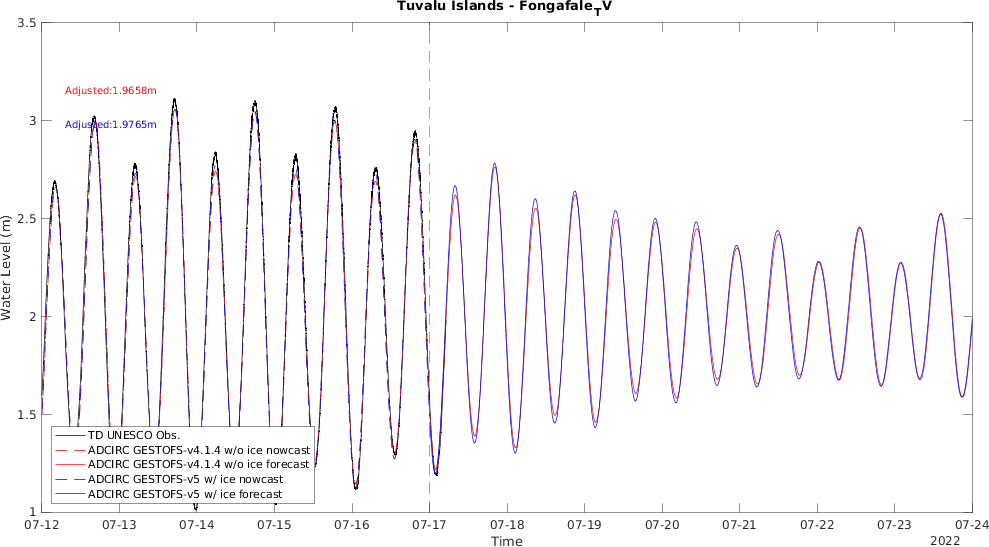 Tuvalu Islands - Fongafale_TV
3.5
3
2.5
2
1.5
1
Water Level (m)
Adjusted:1.9658m
Adjusted:1.9765m
TD UNESCO Obs.
ADCIRC GESTOFS-v4.1.4 w/o ice nowcast
ADCIRC GESTOFS-v4.1.4 w/o ice forecast
ADCIRC GESTOFS-v5 w/ ice nowcast
ADCIRC GESTOFS-v5 w/ ice forecast
07-12 07-13 07-14 07-15 07-16 07-17 07-18 07-19 07-20 07-21 07-22 07-23 07-24
Time
2022